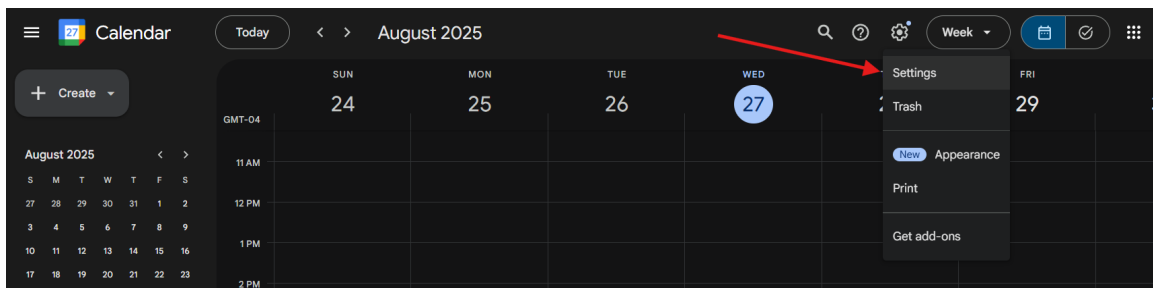 27 Calendar Today August 2025 Week
Create
SUN MON TUE WED FRI
24 25 26 27 29
GMT-04
Settings
Trash
New Appearance
Print
Get add-ons
August 2025
S M T W T F S
27 28 29 30 31 1 2
3 4 5 6 7 8 9
10 11 12 13 14 15 16
17 18 19 20 21 22 23
11 AM
12 PM
1 PM
2 PM